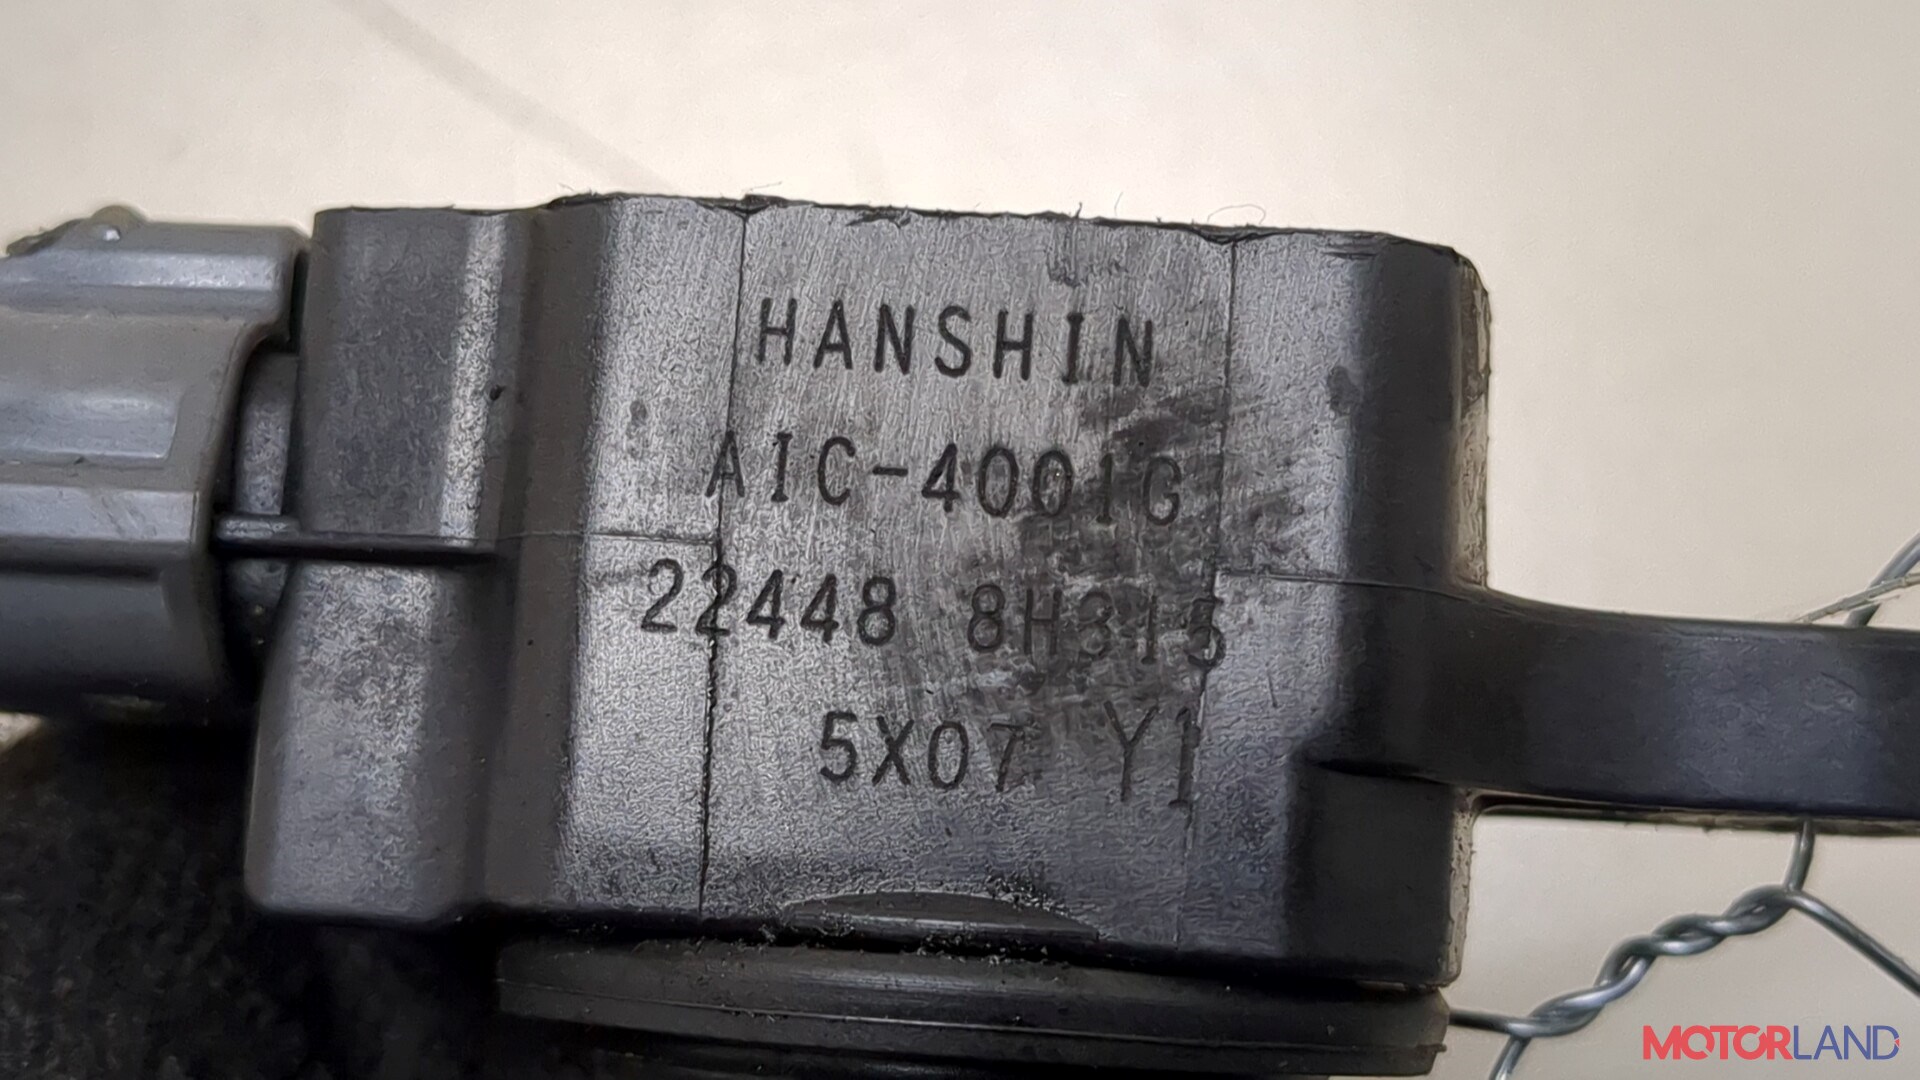 HANSHIN
AIC-4001G
22448 8H315
5X07 Y1
MOTORLAND